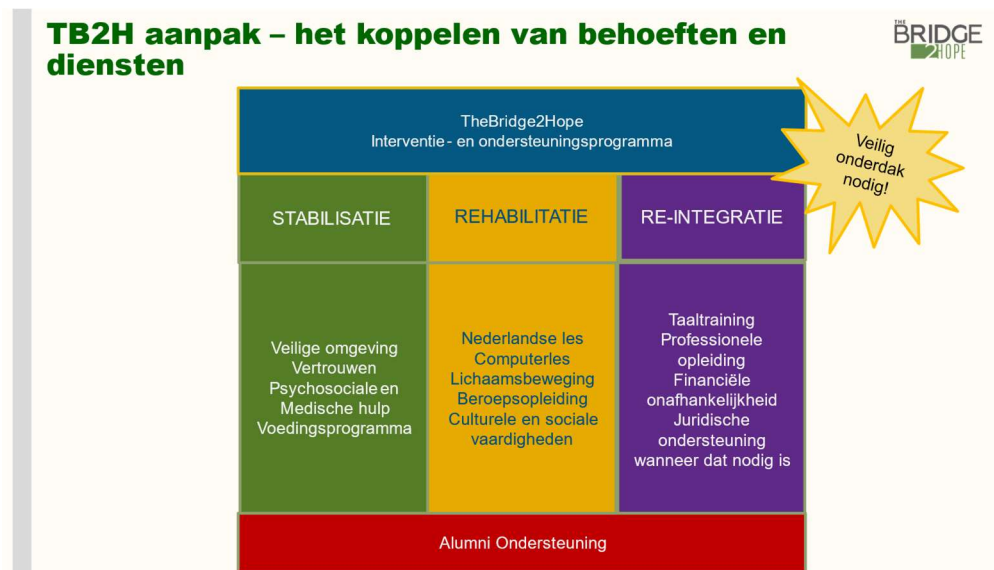 TB2H aanpak – het koppelen van behoeften en
diensten
THE
BRIDGE
2HOPE
TheBridge2Hope
Interventie- en ondersteuningsprogramma
Veilig
onderdak
nodig!
STABILISATIE
REHABILITATIE
RE-INTEGRATIE
Veilige omgeving
Vertrouwen
Psychosociale en
Medische hulp
Voedingsprogramma
Nederlandse les
Computerles
Lichaamsbeweging
Beroepsopleiding
Culturele en sociale
vaardigheden
Taaltraining
Professionele
opleiding
Financiële
onafhankelijkheid
Juridische
ondersteuning
wanneer dat nodig is
Alumni Ondersteuning